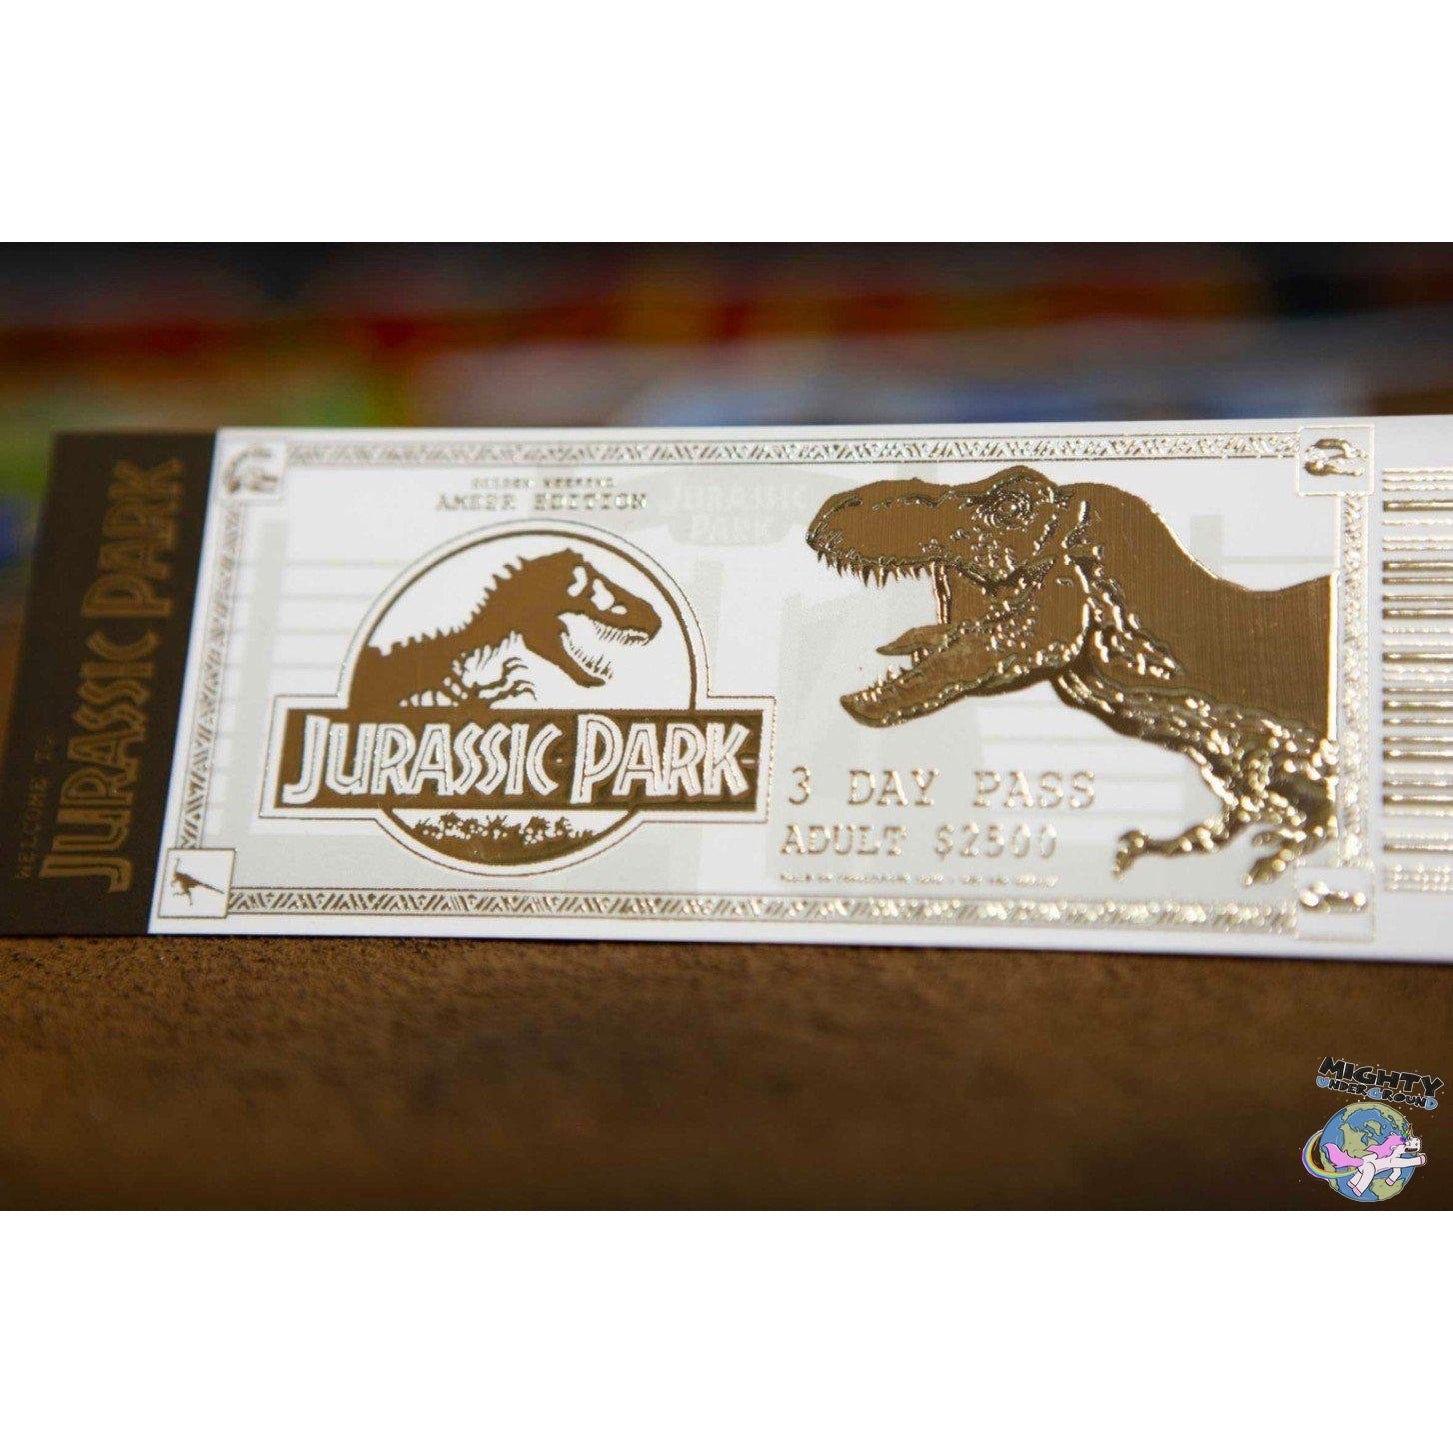 WELCOME TO
JURASSIC PARK
AMBER EDITION
JURASSIC
PARK
JURASSIC PARK
3 DAY PASS
ADULT $2500
MIGHTY
UNDERGROUND